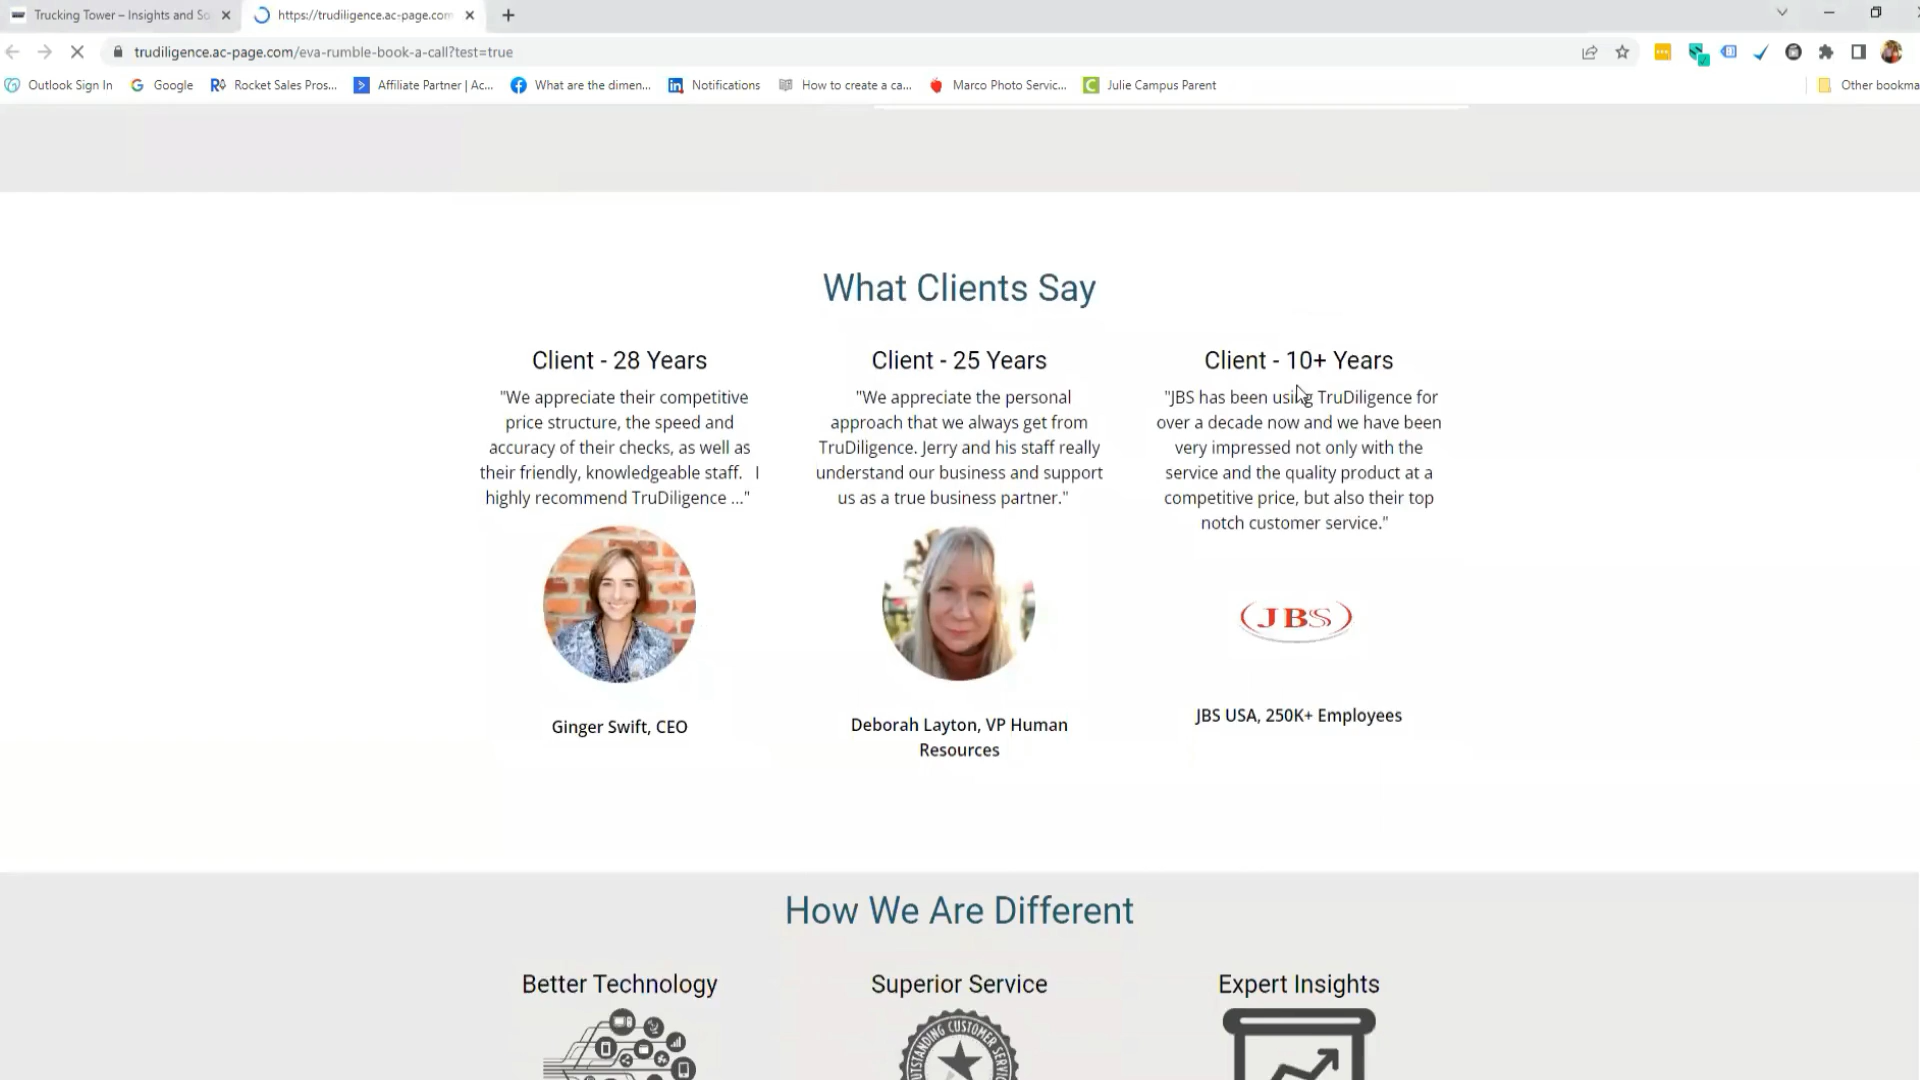 Trucking Tower – Insights and So
https://trudiligence.ac-page.com
trudiligence.ac-page.com/eva-rumble-book-a-call?test=true
Outlook Sign In
Google
Rocket Sales Pros...
Affiliate Partner | Ac...
What are the dimen...
Notifications
How to create a ca...
Marco Photo Servic...
Julie Campus Parent
Other bookma
What Clients Say
Client - 28 Years
"We appreciate their competitive
price structure, the speed and
accuracy of their checks, as well as
their friendly, knowledgeable staff. I
highly recommend TruDiligence ..."
Ginger Swift, CEO
Client - 25 Years
"We appreciate the personal
approach that we always get from
TruDiligence. Jerry and his staff really
understand our business and support
us as a true business partner."
Deborah Layton, VP Human
Resources
Client - 10+ Years
"JBS has been using TruDiligence for
over a decade now and we have been
very impressed not only with the
service and the quality product at a
competitive price, but also their top
notch customer service."
JBS
JBS USA, 250K+ Employees
How We Are Different
Better Technology
Superior Service
OUTSTANDING CUSTOMER SERVIC
Expert Insights